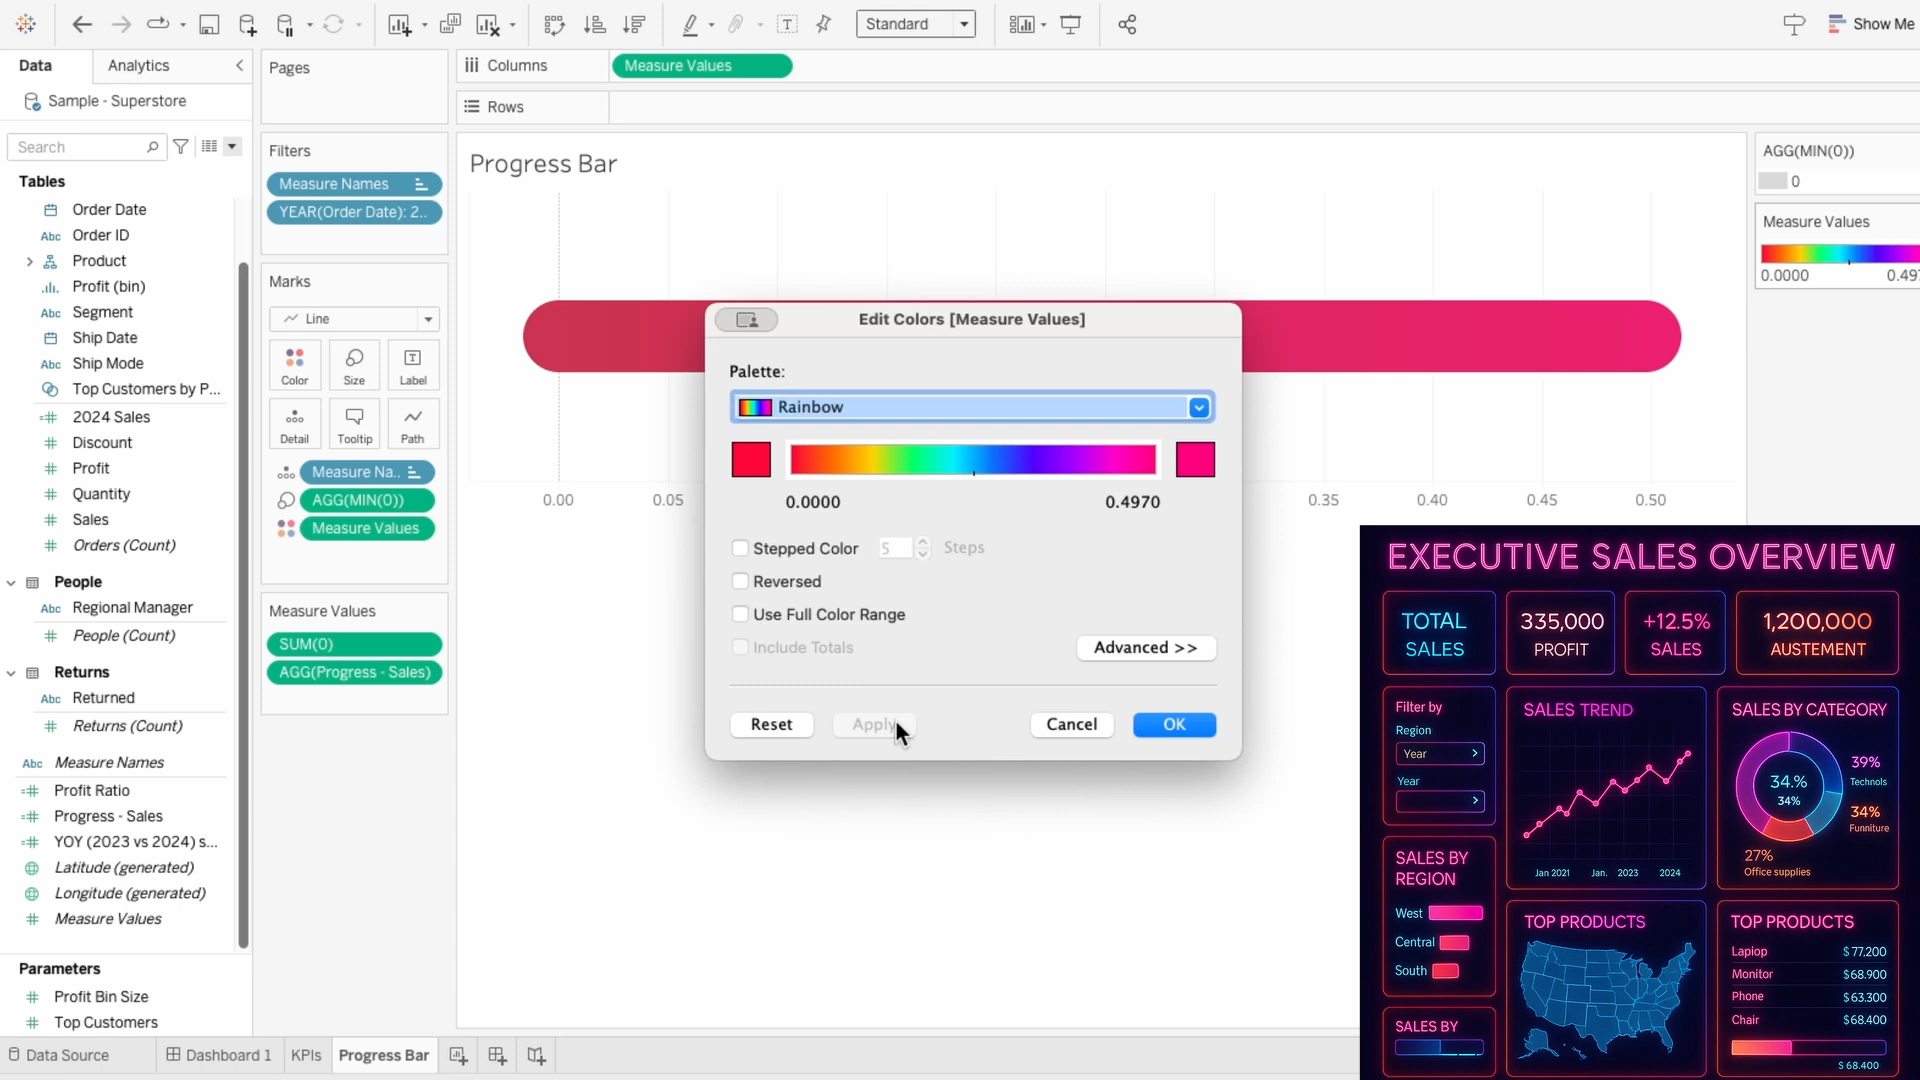 Standard
Show Me
Data
Analytics
Sample - Superstore
Search
Tables
Order Date
Abc Order ID
Product
Profit (bin)
Abc Segment
Ship Date
Abc Ship Mode
Top Customers by P...
2024 Sales
Discount
Profit
Quantity
Sales
Orders (Count)
People
Abc Regional Manager
People (Count)
Returns
Abc Returned
Returns (Count)
Abc Measure Names
Profit Ratio
Progress - Sales
YOY (2023 vs 2024) s...
Latitude (generated)
Longitude (generated)
Measure Values
Parameters
Profit Bin Size
Top Customers
Pages
Filters
Measure Names
YEAR(Order Date): 2..
Marks
Line
Color Size Label
Detail Tooltip Path
Measure Na..
AGG(MIN(0))
Measure Values
Measure Values
SUM(0)
AGG(Progress - Sales)
Columns
Measure Values
Rows
Progress Bar
0.00 0.05 0.35 0.40 0.45 0.50
Edit Colors [Measure Values]
Palette:
Rainbow
0.0000 0.4970
Stepped Color 5 Steps
Reversed
Use Full Color Range
Include Totals
Advanced >>
Reset Apply Cancel OK
AGG(MIN(0))
0
Measure Values
0.0000 0.497
EXECUTIVE SALES OVERVIEW
TOTAL
SALES
335,000
PROFIT
+12.5%
SALES
1,200,000
AUSTEMENT
Filter by
Region
Year
Year
SALES TREND
Jan 2021 Jan. 2023 2024
SALES BY CATEGORY
34.%
34%
39%
Technols
34%
Funniture
27%
Office supplies
SALES BY
REGION
West
Central
South
SALES BY
TOP PRODUCTS
TOP PRODUCTS
Lapiop $77,200
Monitor $68.900
Phone $63.300
Chair $68.400
$ 68.400
Data Source
Dashboard 1
KPIs
Progress Bar